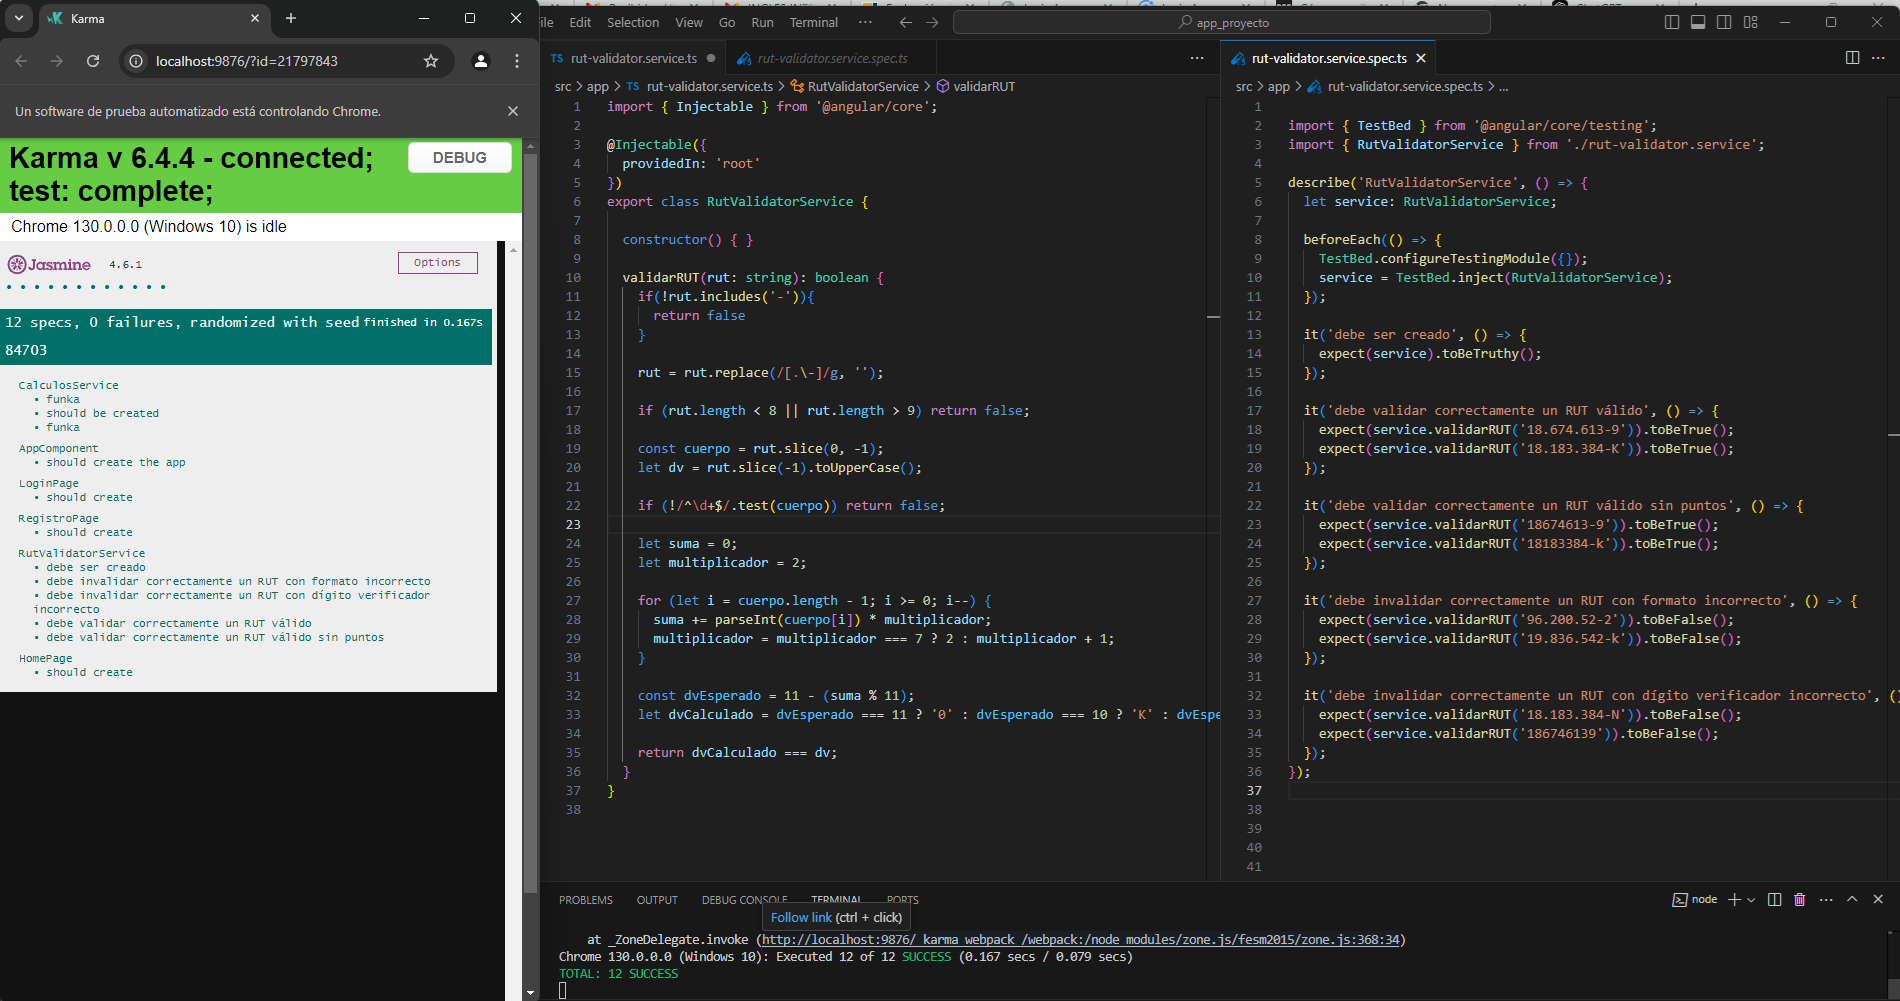 Karma
localhost:9876/?id=21797843
Un software de prueba automatizado está controlando Chrome.
Karma v 6.4.4 - connected;
test: complete;
DEBUG
Chrome 130.0.0.0 (Windows 10) is idle
Jasmine 4.6.1
Options
12 specs, 0 failures, randomized with seed
84703
finished in 0.167s
CalculosService
• funka
• should be created
• funka
AppComponent
• should create the app
LoginPage
• should create
RegistroPage
• should create
RutValidatorService
• debe ser creado
• debe invalidar correctamente un RUT con formato incorrecto
• debe invalidar correctamente un RUT con dígito verificador
incorrecto
• debe validar correctamente un RUT válido
• debe validar correctamente un RUT válido sin puntos
HomePage
• should create
ile Edit Selection View Go Run Terminal ···
app_proyecto
TS rut-validator.service.ts
rut-validator.service.spec.ts
src > app > TS rut-validator.service.ts > RutValidatorService > validarRUT
1 import { Injectable } from '@angular/core';
2
3 @Injectable({
4 providedIn: 'root'
5 })
6 export class RutValidatorService {
7
8 constructor() { }
9
10 validarRUT(rut: string): boolean {
11 if(!rut.includes('-')){
12 return false
13 }
14
15 rut = rut.replace(/[.\-]/g, '');
16
17 if (rut.length < 8 || rut.length > 9) return false;
18
19 const cuerpo = rut.slice(0, -1);
20 let dv = rut.slice(-1).toUpperCase();
21
22 if (!/^\d+$/.test(cuerpo)) return false;
23
24 let suma = 0;
25 let multiplicador = 2;
26
27 for (let i = cuerpo.length - 1; i >= 0; i--) {
28 suma += parseInt(cuerpo[i]) * multiplicador;
29 multiplicador = multiplicador === 7 ? 2 : multiplicador + 1;
30 }
31
32 const dvEsperado = 11 - (suma % 11);
33 let dvCalculado = dvEsperado === 11 ? '0' : dvEsperado === 10 ? 'K' : dvEspe
34
35 return dvCalculado === dv;
36 }
37 }
38
rut-validator.service.spec.ts
src > app > rut-validator.service.spec.ts > ...
1
2 import { TestBed } from '@angular/core/testing';
3 import { RutValidatorService } from './rut-validator.service';
4
5 describe('RutValidatorService', () => {
6 let service: RutValidatorService;
7
8 beforeEach(() => {
9 TestBed.configureTestingModule({});
10 service = TestBed.inject(RutValidatorService);
11 });
12
13 it('debe ser creado', () => {
14 expect(service).toBeTruthy();
15 });
16
17 it('debe validar correctamente un RUT válido', () => {
18 expect(service.validarRUT('18.674.613-9')).toBeTrue();
19 expect(service.validarRUT('18.183.384-K')).toBeTrue();
20 });
21
22 it('debe validar correctamente un RUT válido sin puntos', () => {
23 expect(service.validarRUT('18674613-9')).toBeTrue();
24 expect(service.validarRUT('18183384-k')).toBeTrue();
25 });
26
27 it('debe invalidar correctamente un RUT con formato incorrecto', () => {
28 expect(service.validarRUT('96.200.52-2')).toBeFalse();
29 expect(service.validarRUT('19.836.542-k')).toBeFalse();
30 });
31
32 it('debe invalidar correctamente un RUT con dígito verificador incorrecto', ()
33 expect(service.validarRUT('18.183.384-N')).toBeFalse();
34 expect(service.validarRUT('186746139')).toBeFalse();
35 });
36 });
37
38
39
40
41
PROBLEMS OUTPUT DEBUG CONSOLE TERMINAL PORTS
node
Follow link (ctrl + click)
at _ZoneDelegate.invoke (http://localhost:9876/_karma_webpack_/webpack:/node_modules/zone.js/fesm2015/zone.js:368:34)
Chrome 130.0.0.0 (Windows 10): Executed 12 of 12 SUCCESS (0.167 secs / 0.079 secs)
TOTAL: 12 SUCCESS